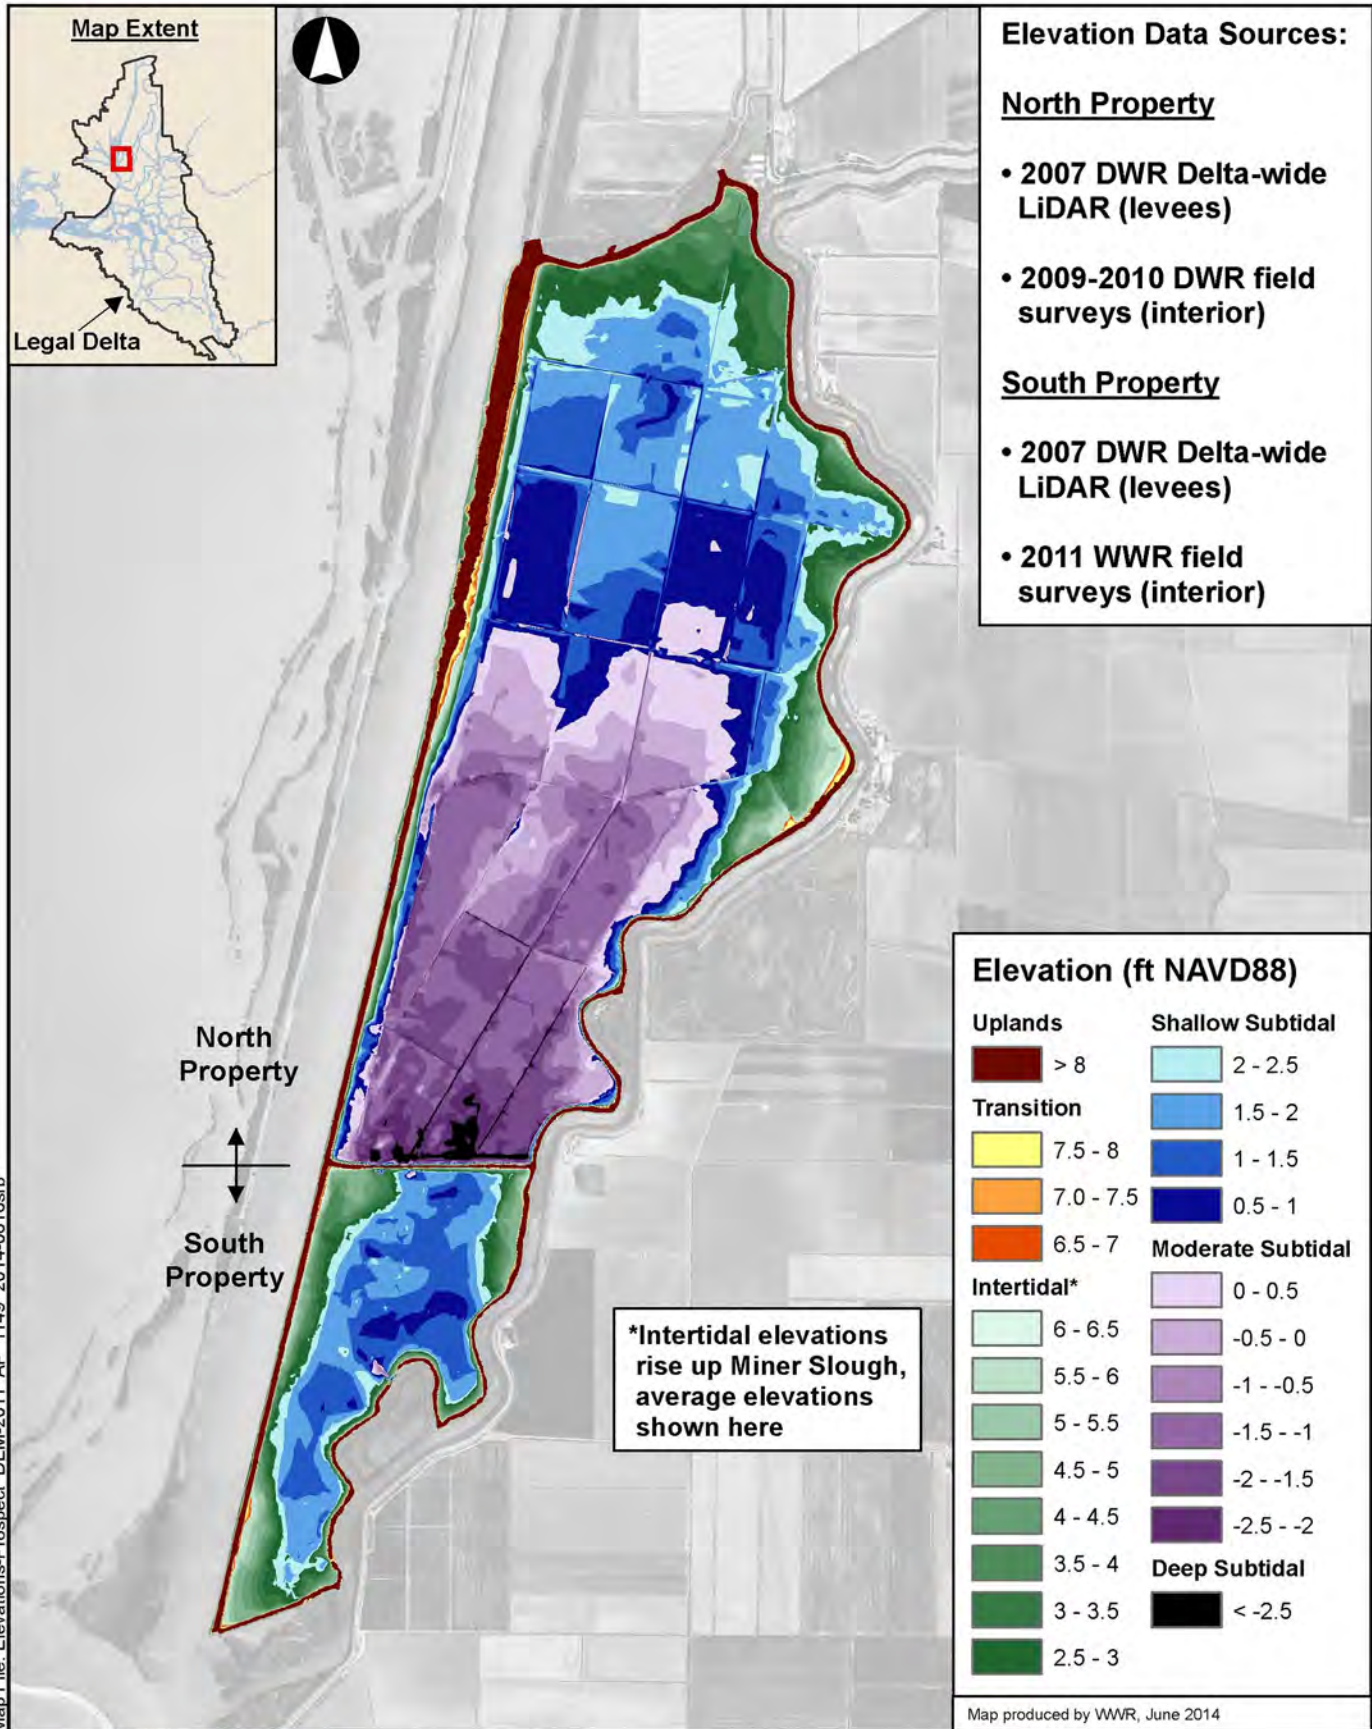 Map Extent
Legal Delta
Elevation Data Sources:
North Property
• 2007 DWR Delta-wide
LiDAR (levees)
• 2009-2010 DWR field
surveys (interior)
South Property
• 2007 DWR Delta-wide
LiDAR (levees)
• 2011 WWR field
surveys (interior)
North
Property
South
Property
*Intertidal elevations
rise up Miner Slough,
average elevations
shown here
Elevation (ft NAVD88)
Uplands
> 8
Transition
7.5 - 8
7.0 - 7.5
6.5 - 7
Intertidal*
6 - 6.5
5.5 - 6
5 - 5.5
4.5 - 5
4 - 4.5
3.5 - 4
3 - 3.5
2.5 - 3
Shallow Subtidal
2 - 2.5
1.5 - 2
1 - 1.5
0.5 - 1
Moderate Subtidal
0 - 0.5
-0.5 - 0
-1 - -0.5
-1.5 - -1
-2 - -1.5
-2.5 - -2
Deep Subtidal
< -2.5
Map produced by WWR, June 2014